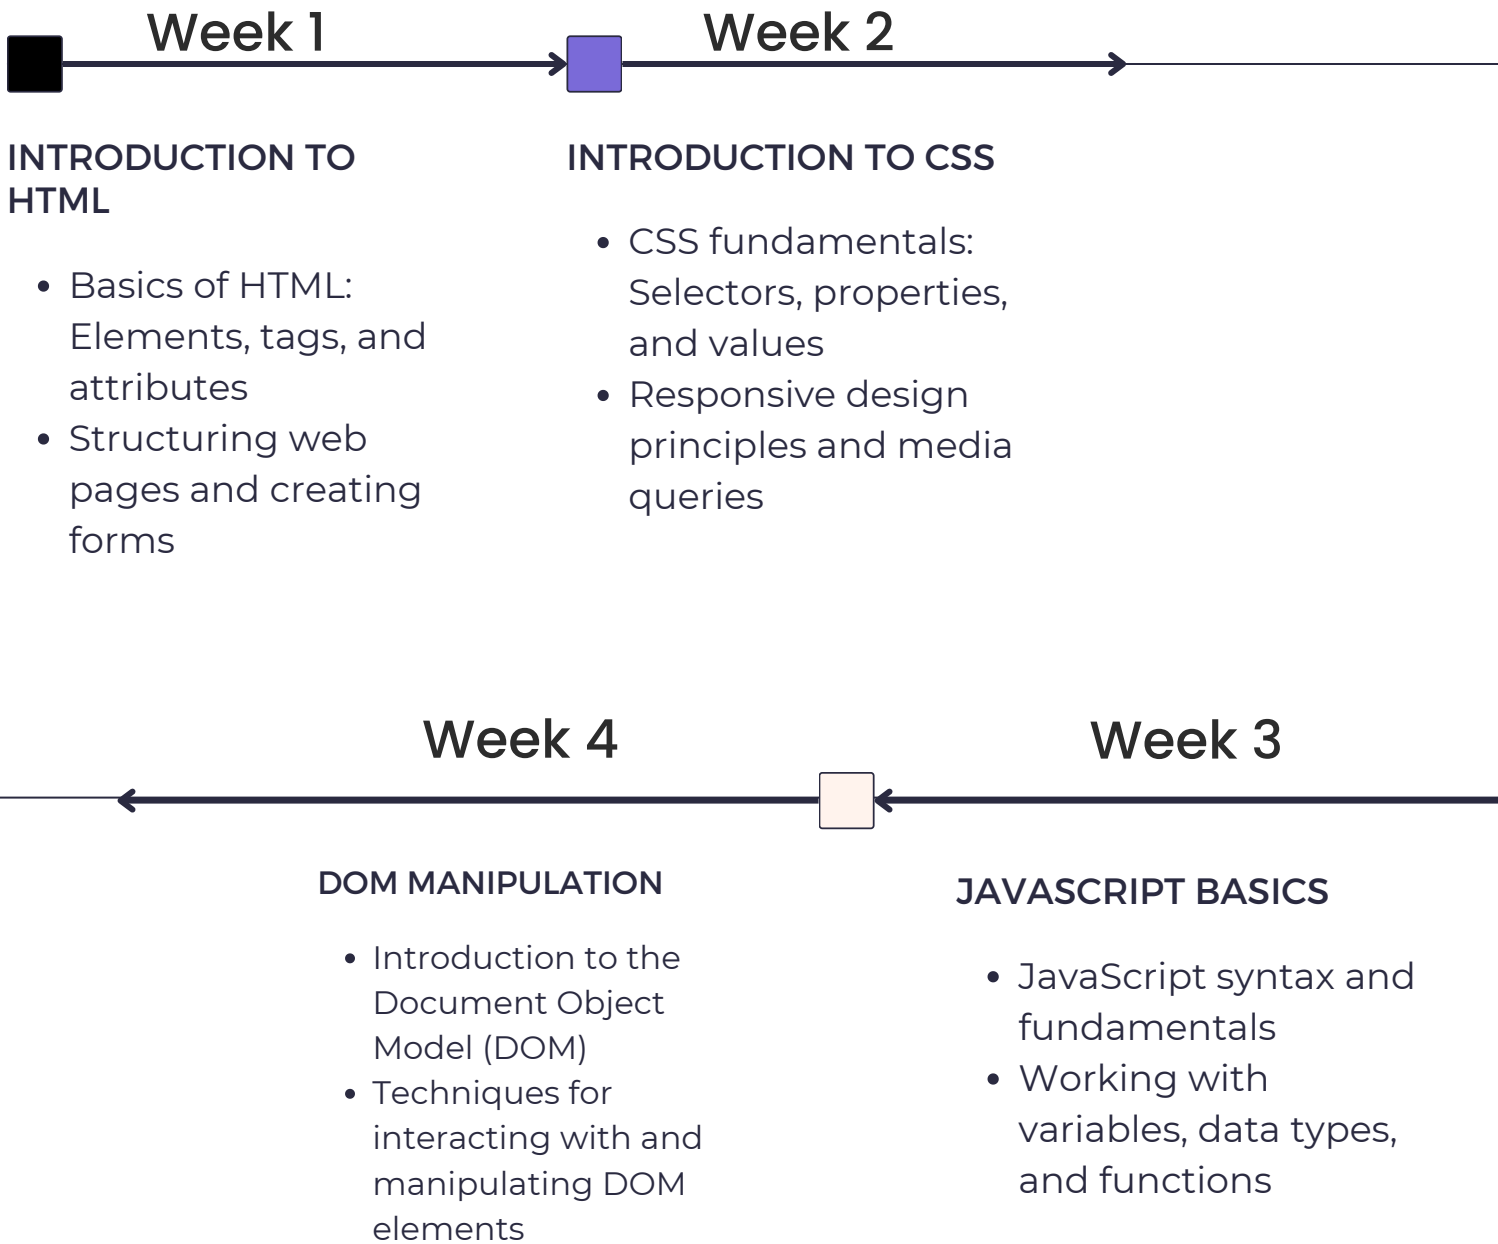 Week 1
INTRODUCTION TO
HTML
• Basics of HTML:
Elements, tags, and
attributes
• Structuring web
pages and creating
forms
Week 2
INTRODUCTION TO CSS
• CSS fundamentals:
Selectors, properties,
and values
• Responsive design
principles and media
queries
Week 3
JAVASCRIPT BASICS
• JavaScript syntax and
fundamentals
• Working with
variables, data types,
and functions
Week 4
DOM MANIPULATION
• Introduction to the
Document Object
Model (DOM)
• Techniques for
interacting with and
manipulating DOM
elements